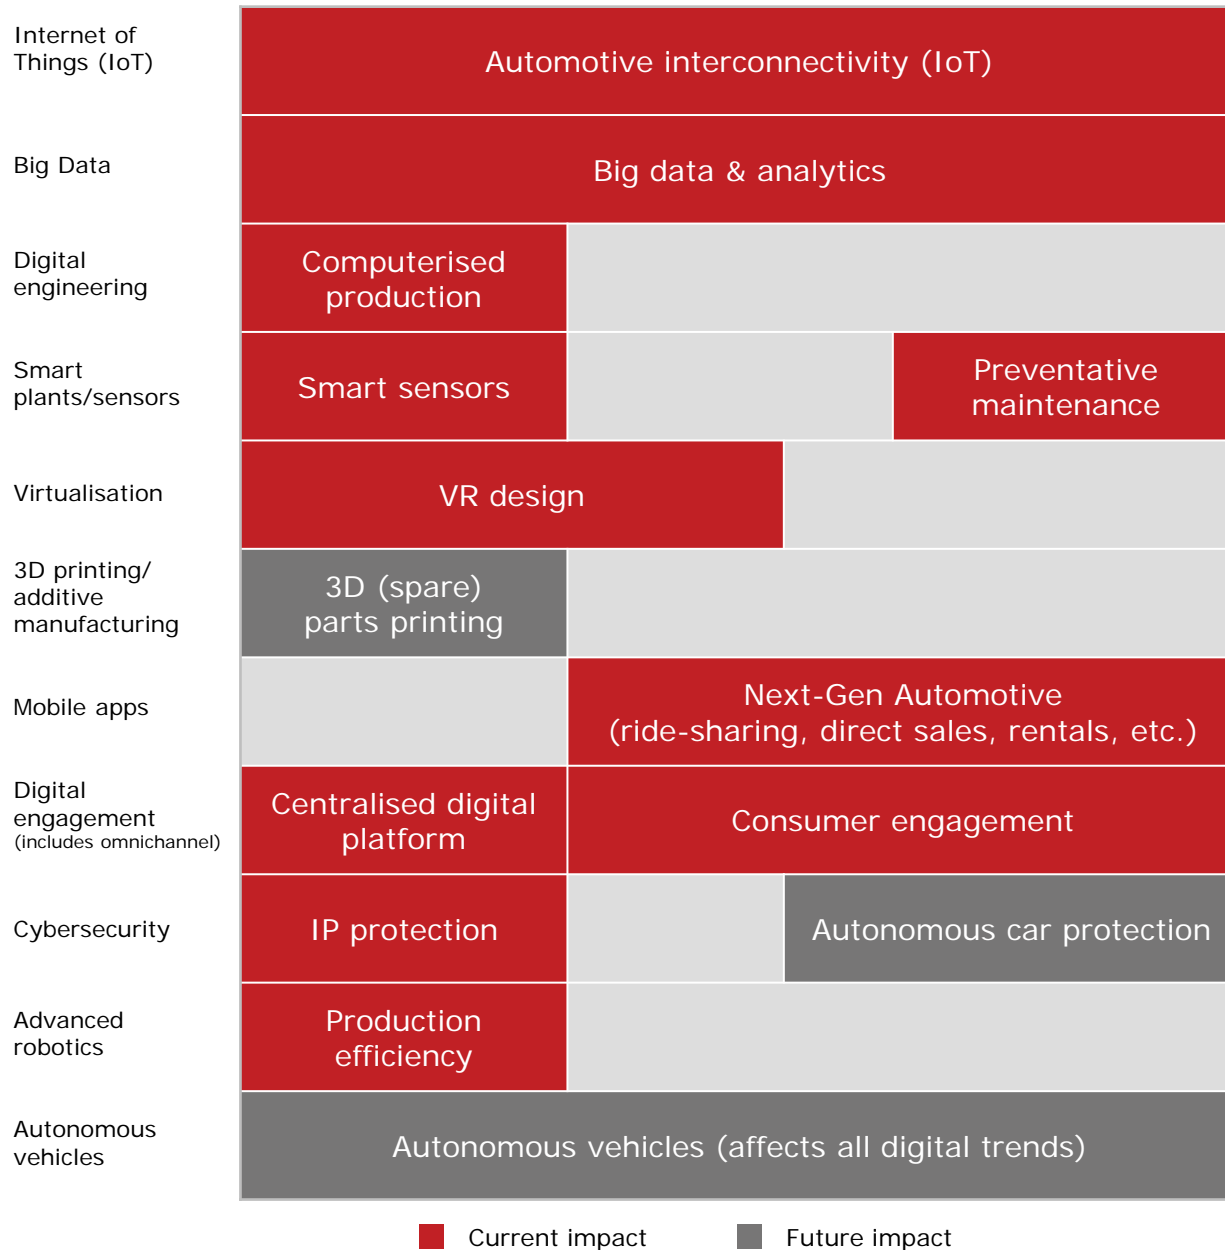 Internet of
Things (IoT)
Automotive interconnectivity (IoT)
Big Data
Big data & analytics
Digital
engineering
Computerised
production
Smart
plants/sensors
Smart sensors
Preventative
maintenance
Virtualisation
VR design
3D printing/
additive
manufacturing
3D (spare)
parts printing
Mobile apps
Next-Gen Automotive
(ride-sharing, direct sales, rentals, etc.)
Digital
engagement
(includes omnichannel)
Centralised digital
platform
Consumer engagement
Cybersecurity
IP protection
Autonomous car protection
Advanced
robotics
Production
efficiency
Autonomous
vehicles
Autonomous vehicles (affects all digital trends)
Current impact
Future impact